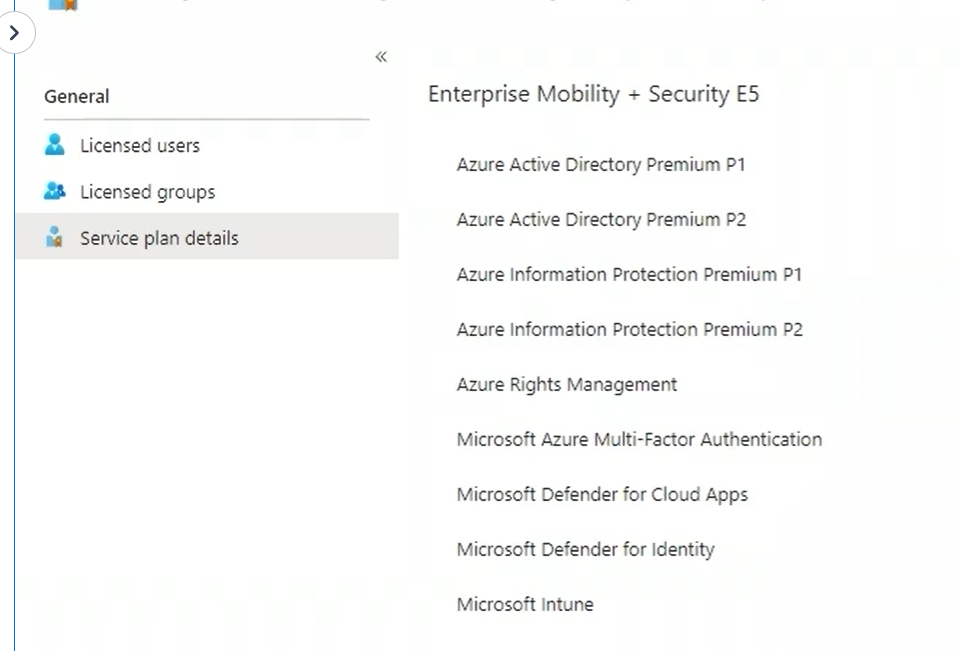 General
Licensed users
Licensed groups
Service plan details
Enterprise Mobility + Security E5
Azure Active Directory Premium P1
Azure Active Directory Premium P2
Azure Information Protection Premium P1
Azure Information Protection Premium P2
Azure Rights Management
Microsoft Azure Multi-Factor Authentication
Microsoft Defender for Cloud Apps
Microsoft Defender for Identity
Microsoft Intune